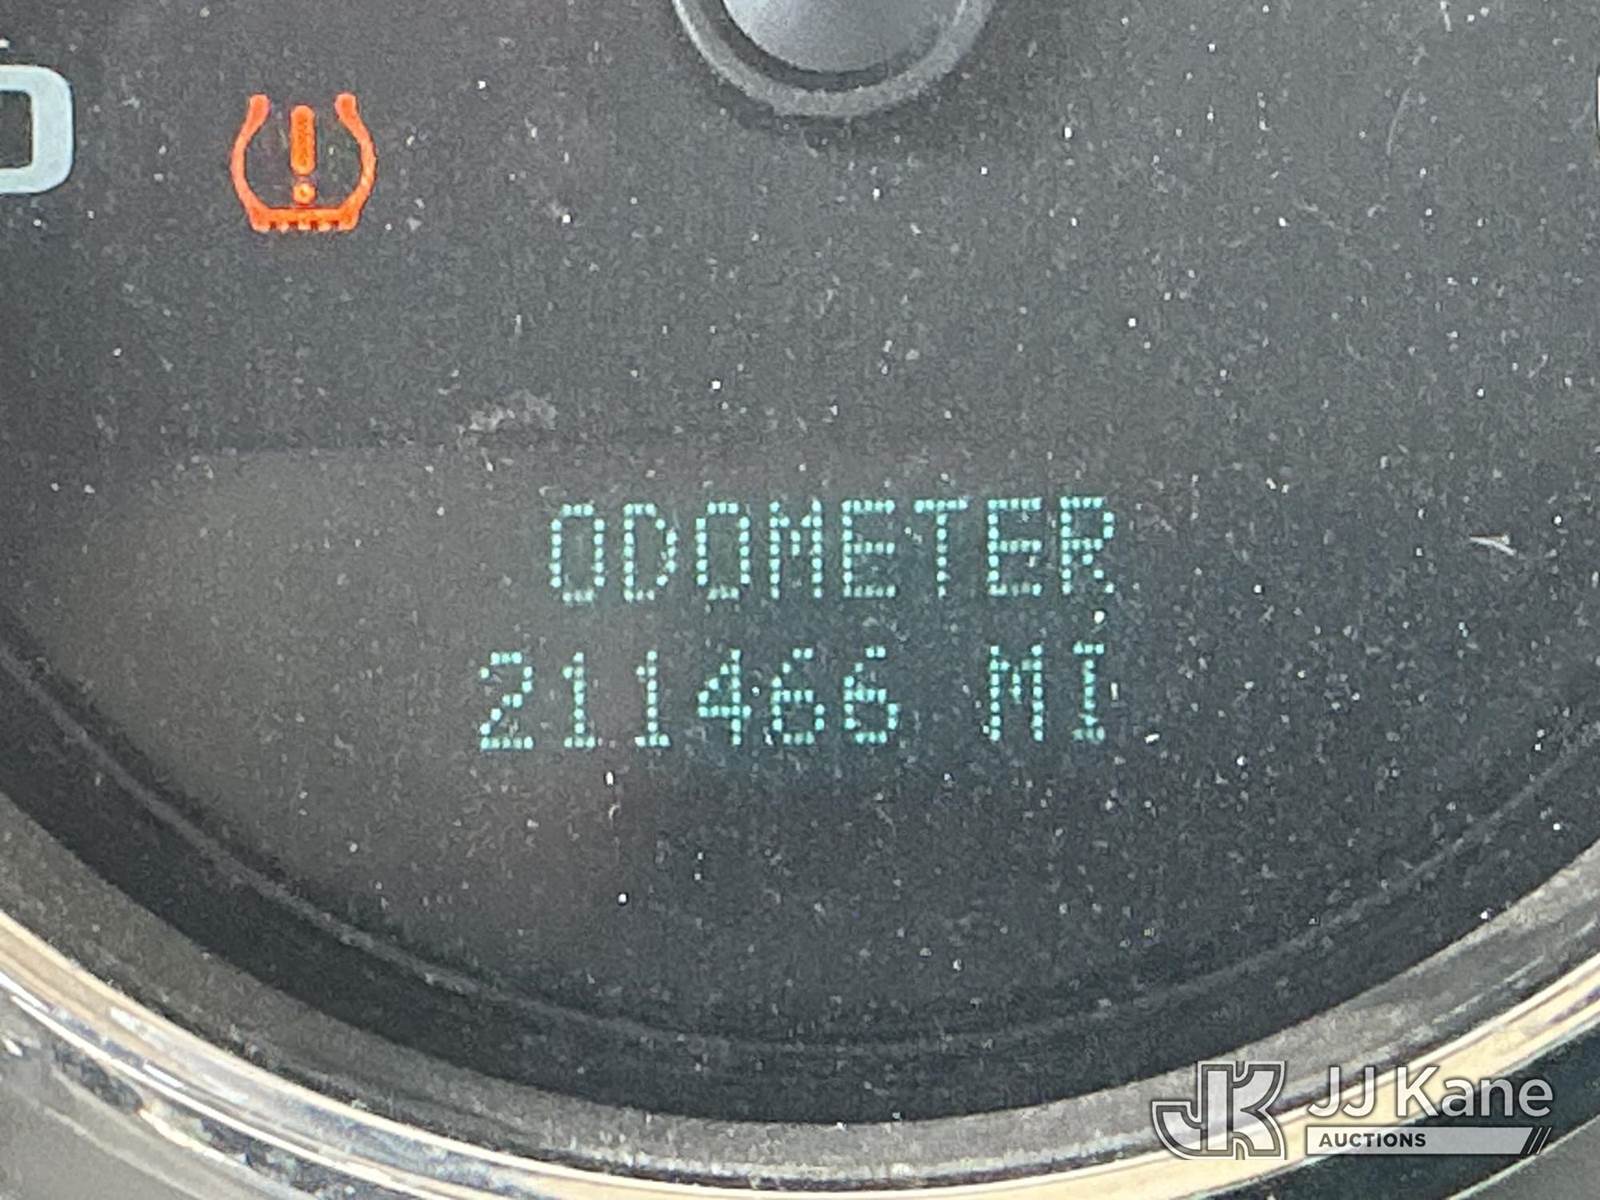 ODOMETER
211466 MI
JJ Kane
AUCTIONS